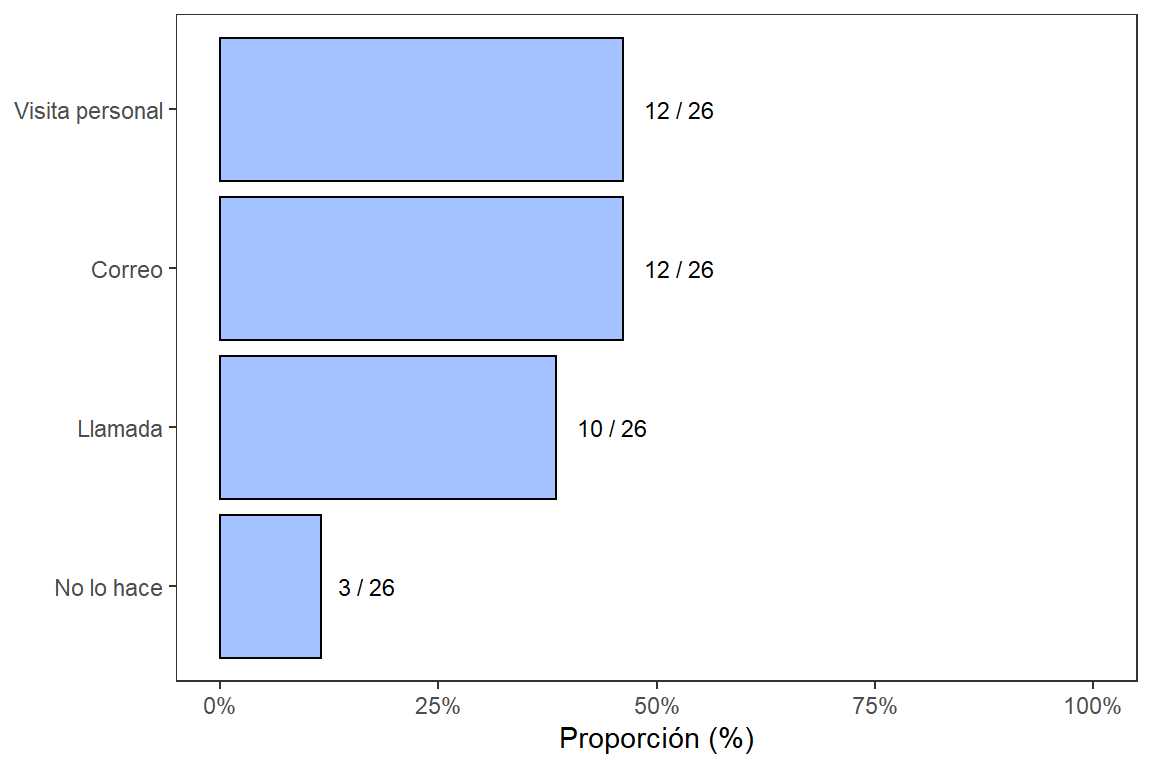 Visita personal
12 / 26
Correo
12 / 26
Llamada
10 / 26
No lo hace
3 / 26
0%
25%
50%
75%
100%
Proporción (%)